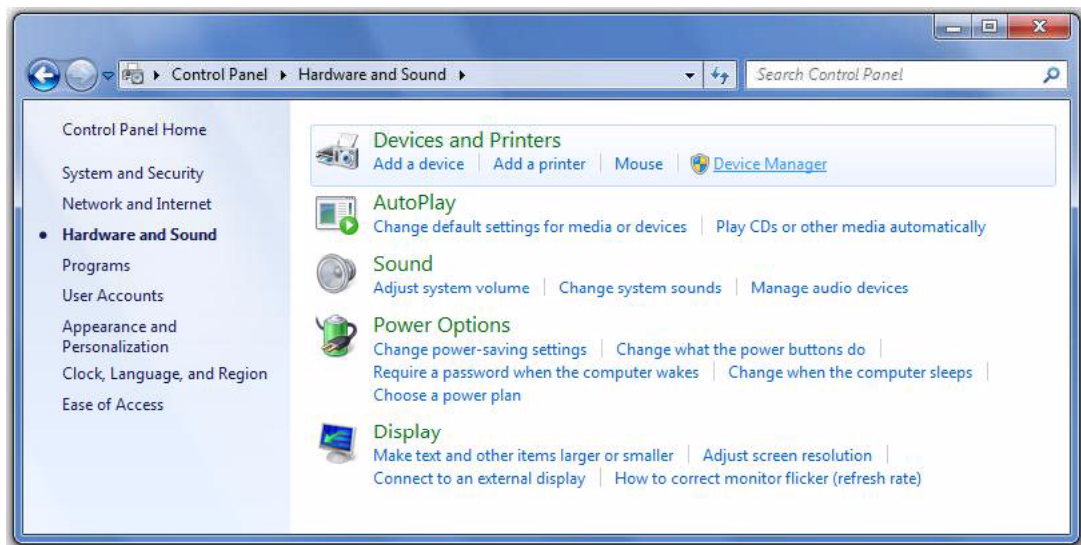 Control Panel Hardware and Sound Search Control Panel
Control Panel Home
System and Security
Network and Internet
Hardware and Sound
Programs
User Accounts
Appearance and
Personalization
Clock, Language, and Region
Ease of Access
Devices and Printers
Add a device Add a printer Mouse Device Manager
AutoPlay
Change default settings for media or devices Play CDs or other media automatically
Sound
Adjust system volume Change system sounds Manage audio devices
Power Options
Change power-saving settings Change what the power buttons do
Require a password when the computer wakes Change when the computer sleeps
Choose a power plan
Display
Make text and other items larger or smaller Adjust screen resolution
Connect to an external display How to correct monitor flicker (refresh rate)